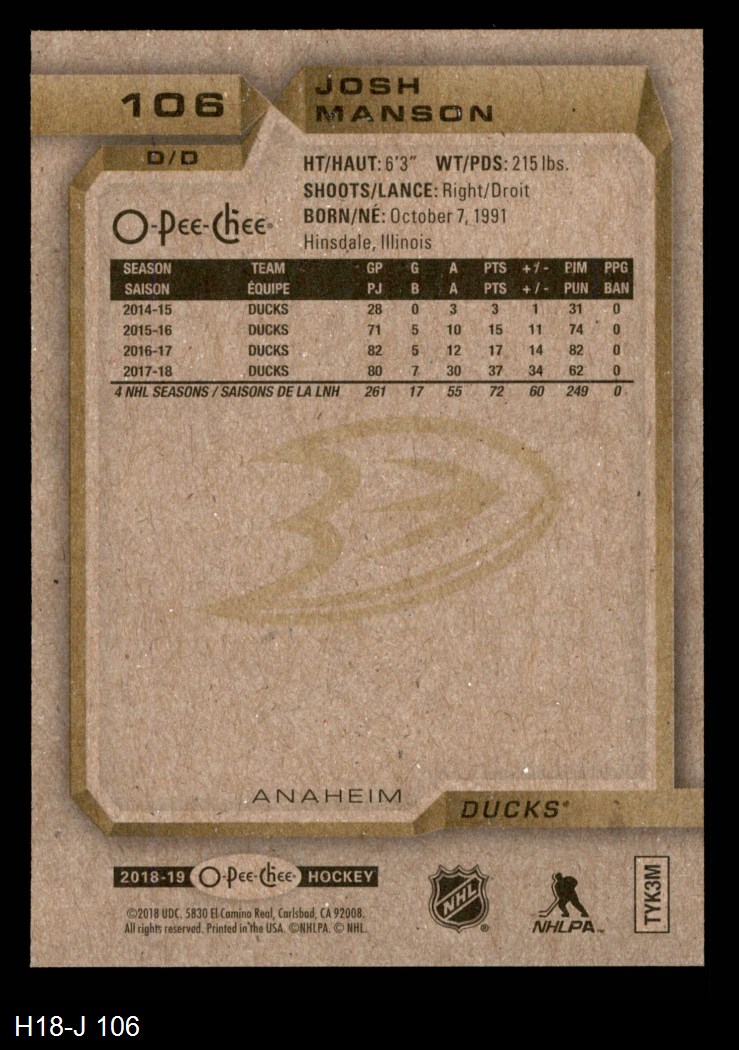 106
JOSH
MANSON
D/D
HT/HAUT: 6'3" WT/PDS: 215 lbs.
SHOOTS/LANCE: Right/Droit
BORN/NÉ: October 7, 1991
Hinsdale, Illinois
O-Pee-Chee
SEASON TEAM GP G A PTS +/- PIM PPG
SAISON ÉQUIPE PJ B A PTS +/- PUN BAN
2014-15 DUCKS 28 0 3 3 1 31 0
2015-16 DUCKS 71 5 10 15 11 74 0
2016-17 DUCKS 82 5 12 17 14 82 0
2017-18 DUCKS 80 7 30 37 34 62 0
4 NHL SEASONS / SAISONS DE LA LNH 261 17 55 72 60 249 0
ANAHEIM
DUCKS
2018-19 O-Pee-Chee HOCKEY
©2018 UDC. 5830 El Camino Real, Carlsbad, CA 92008.
All rights reserved. Printed in the USA. ©NHLPA. © NHL.
NHL
NHLPA
TYK3M
H18-J 106